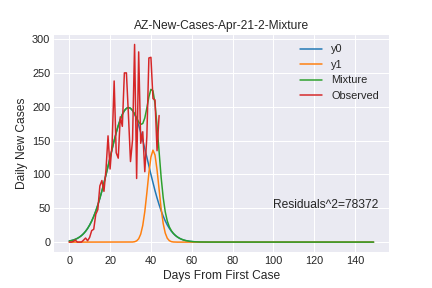 AZ-New-Cases-Apr-21-2-Mixture
300
250
200
150
100
50
0
Daily New Cases
y0
y1
Mixture
Observed
Residuals^2=78372
0 20 40 60 80 100 120 140
Days From First Case